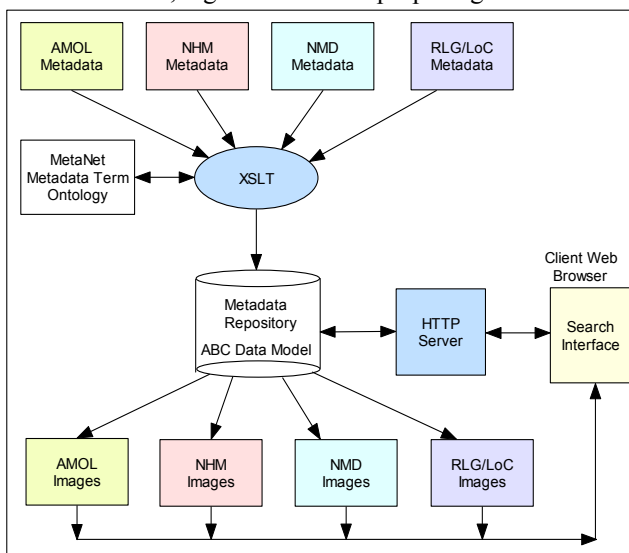 AMOL
Metadata
NHM
Metadata
NMD
Metadata
RLG/LoC
Metadata
MetaNet
Metadata Term
Ontology
XSLT
Client Web
Browser
Metadata
Repository
ABC Data Model
HTTP
Server
Search
Interface
AMOL
Images
NHM
Images
NMD
Images
RLG/LoC
Images